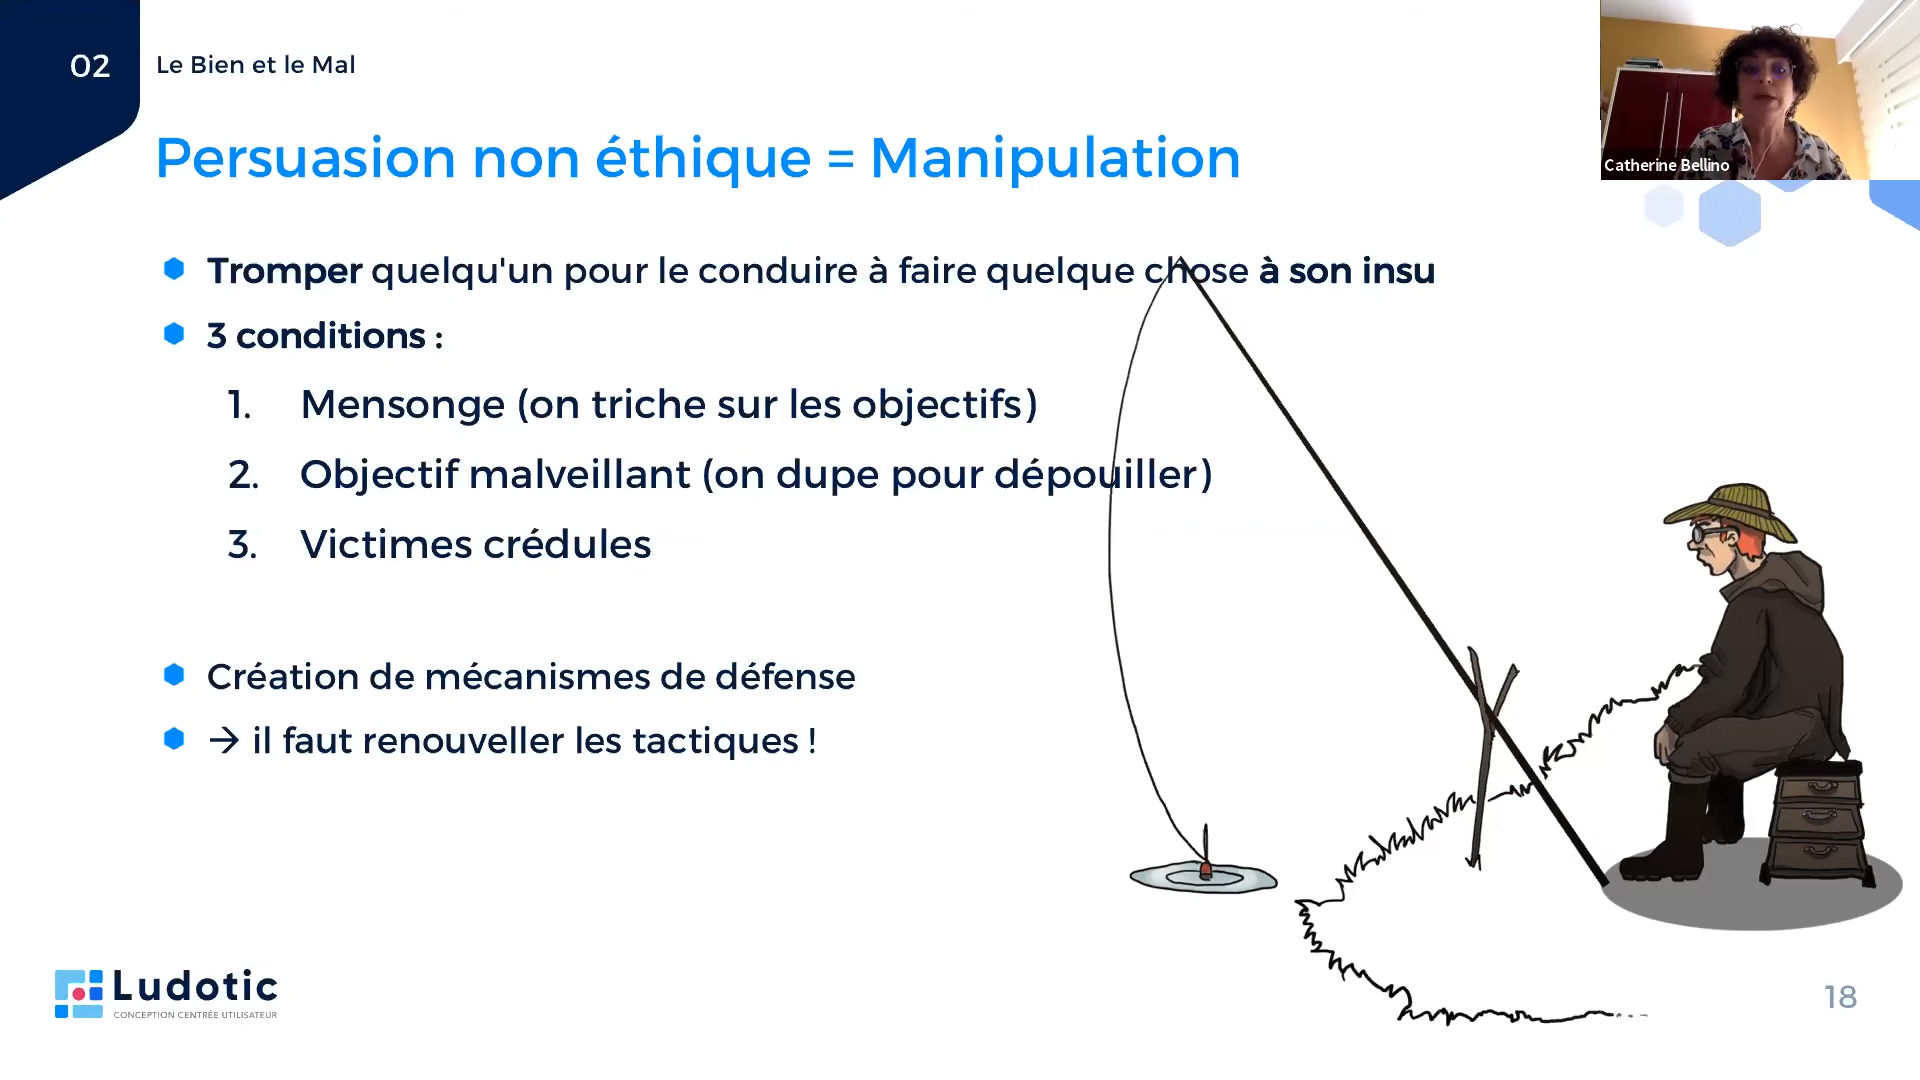 02
Le Bien et le Mal
Persuasion non éthique = Manipulation
Catherine Bellino
Tromper quelqu'un pour le conduire à faire quelque chose à son insu
3 conditions :
1. Mensonge (on triche sur les objectifs)
2. Objectif malveillant (on dupe pour dépouiller)
3. Victimes crédules
Création de mécanismes de défense
→ il faut renouveller les tactiques !
Ludotic
CONCEPTION CENTRÉE UTILISATEUR
18